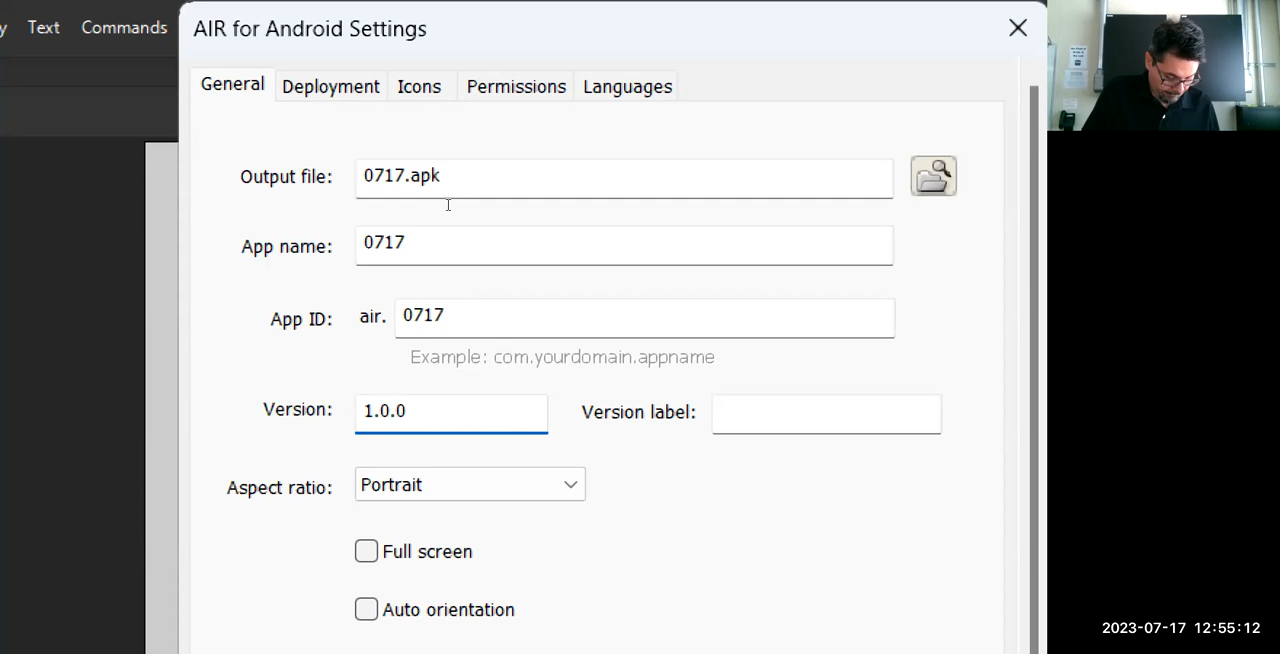 y Text Commands
AIR for Android Settings
General Deployment Icons Permissions Languages
Output file: 0717.apk
App name: 0717
App ID: air. 0717
Example: com.yourdomain.appname
Version: 1.0.0 Version label:
Aspect ratio: Portrait
Full screen
Auto orientation
2023-07-17 12:55:12